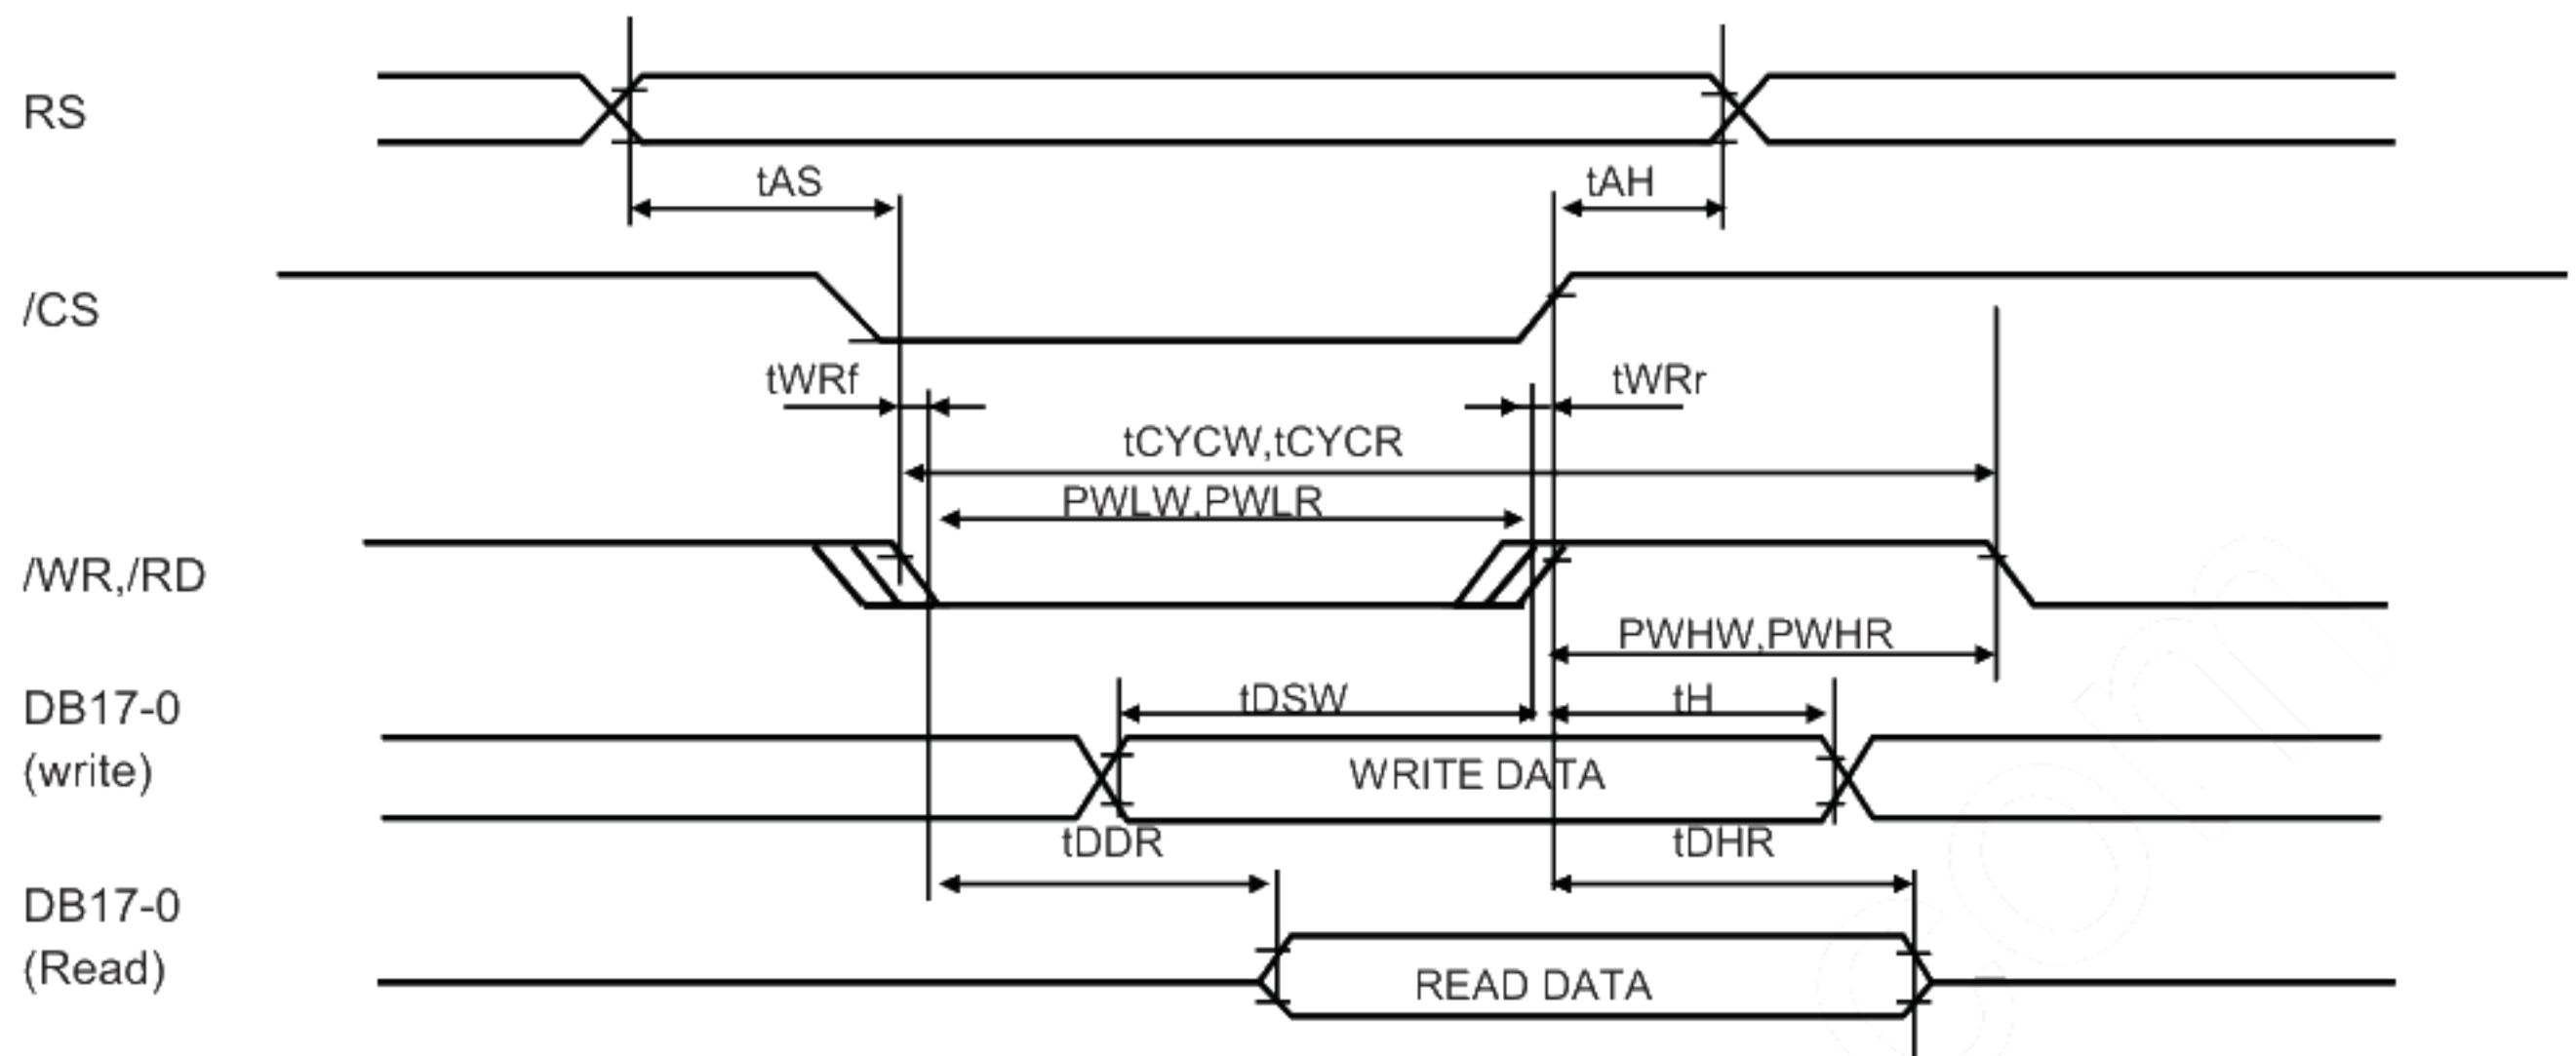 RS
tAS
tAH
/CS
tWRf
tWRr
tCYCW,tCYCR
PWLW,PWLR
/WR,/RD
PWHW,PWHR
DB17-0
(write)
tDSW
tH
WRITE DATA
tDDR
tDHR
DB17-0
(Read)
READ DATA